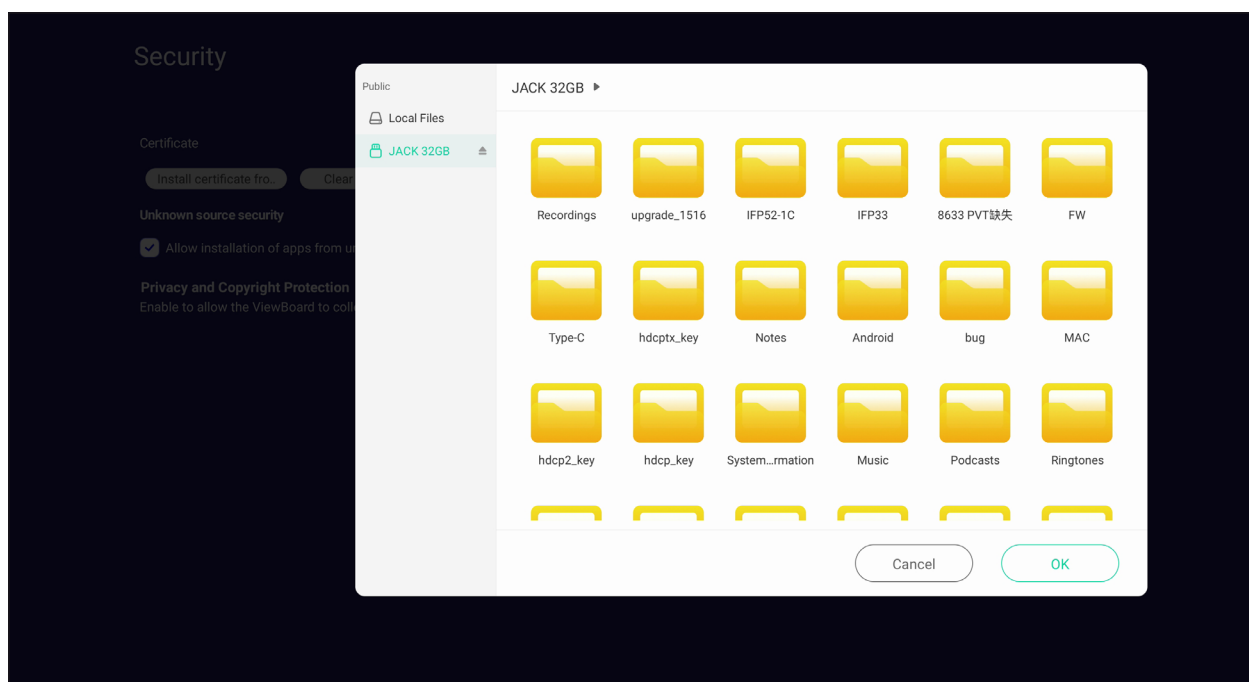 Security
Certificate
Install certificate fro..
Clear
Unknown source security
Allow installation of apps from
Privacy and Copyright Protection
Enable to allow the ViewBoard to
Public
Local Files
JACK 32GB
JACK 32GB
Recordings
upgrade_1516
IFP52-1C
IFP33
8633 PVT缺失
FW
Type-C
hdcptx_key
Notes
Android
bug
MAC
hdcp2_key
hdcp_key
System...rmation
Music
Podcasts
Ringtones
Cancel
OK